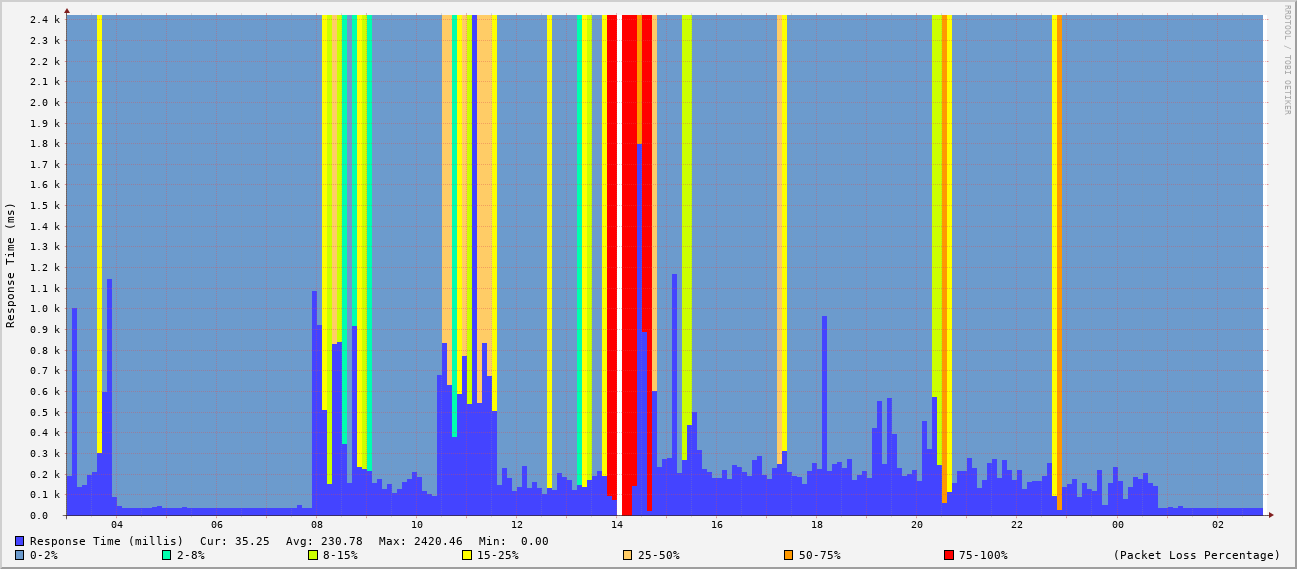 2.4 k
2.3 k
2.2 k
2.1 k
2.0 k
1.9 k
1.8 k
1.7 k
1.6 k
1.5 k
1.4 k
1.3 k
1.2 k
1.1 k
1.0 k
0.9 k
0.8 k
0.7 k
0.6 k
0.5 k
0.4 k
0.3 k
0.2 k
0.1 k
0.0
Response Time (ms)
RRDTOOL / TOBI OETIKER
04 06 08 10 12 14 16 18 20 22 00 02
Response Time (millis) Cur: 35.25 Avg: 230.78 Max: 2420.46 Min: 0.00
0-2% 2-8% 8-15% 15-25% 25-50% 50-75% 75-100% (Packet Loss Percentage)